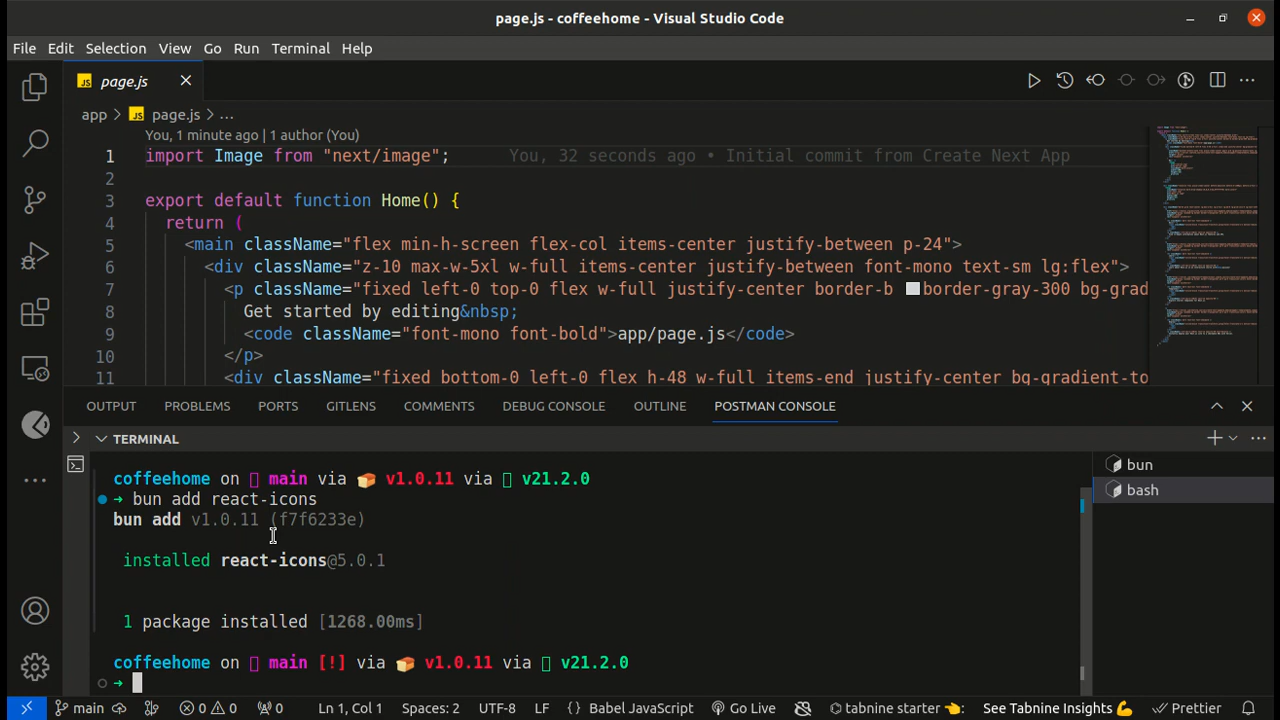 page.js - coffeehome - Visual Studio Code
File Edit Selection View Go Run Terminal Help
JS page.js
app > JS page.js > ...
You, 1 minute ago | 1 author (You)
1 import Image from "next/image"; You, 32 seconds ago • Initial commit from Create Next App
2
3 export default function Home() {
4 return (
5 <main className="flex min-h-screen flex-col items-center justify-between p-24">
6 <div className="z-10 max-w-5xl w-full items-center justify-between font-mono text-sm lg:flex">
7 <p className="fixed left-0 top-0 flex w-full justify-center border-b border-gray-300 bg-grad
8 Get started by editing&nbsp;
9 <code className="font-mono font-bold">app/page.js</code>
10 </p>
11 <div className="fixed bottom-0 left-0 flex h-48 w-full items-end justify-center bg-gradient-to
OUTPUT PROBLEMS PORTS GITLENS COMMENTS DEBUG CONSOLE OUTLINE POSTMAN CONSOLE
TERMINAL
coffeehome on main via 🍞 v1.0.11 via v21.2.0
➜ bun add react-icons
bun add v1.0.11 (f7f6233e)
installed react-icons@5.0.1
1 package installed [1268.00ms]
coffeehome on main [!] via 🍞 v1.0.11 via v21.2.0
➜
bun
bash
main 0 0 0 Ln 1, Col 1 Spaces: 2 UTF-8 LF {} Babel JavaScript Go Live tabnine starter 👈: See Tabnine Insights 💪 Prettier